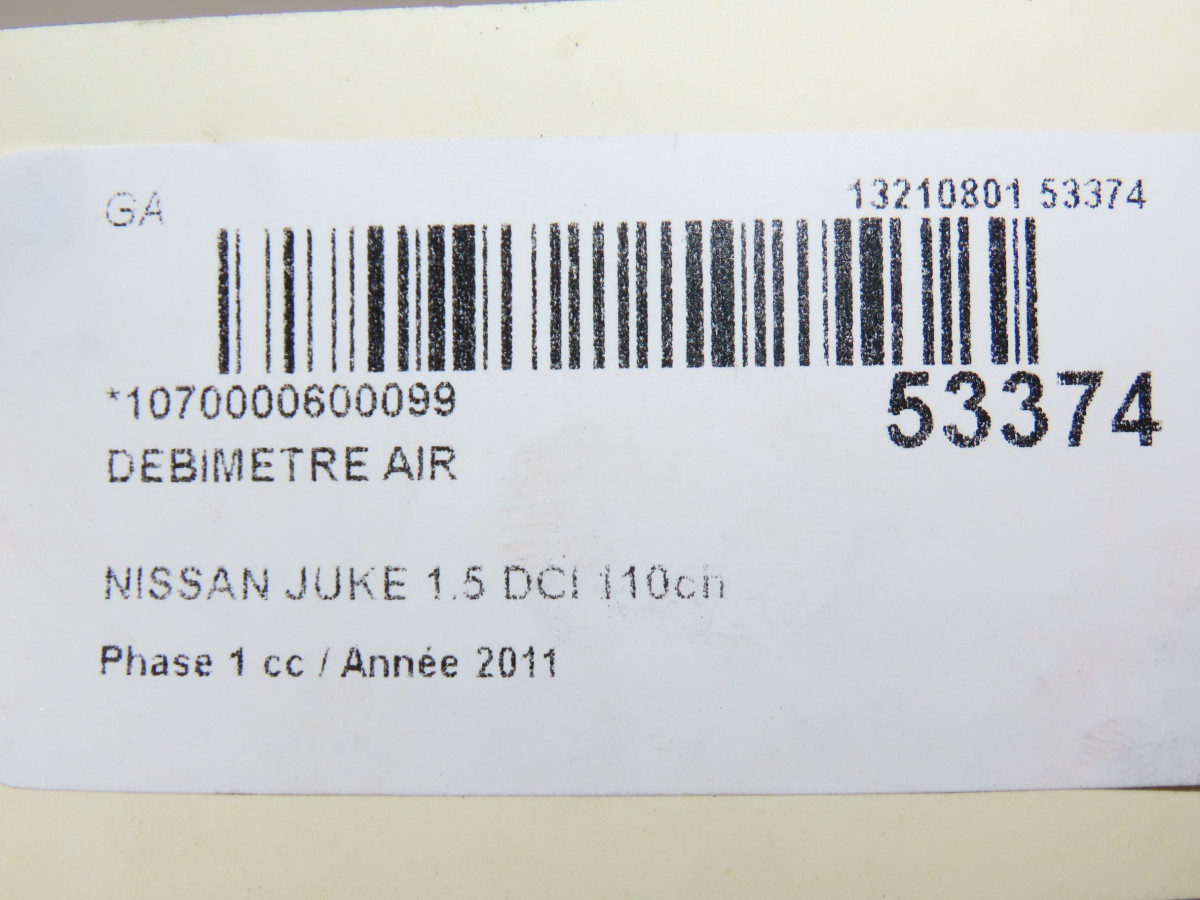 GA
13210801 53374
*1070000600099
53374
DEBIMETRE AIR
NISSAN JUKE 1.5 DCI 110ch
Phase 1 cc / Année 2011